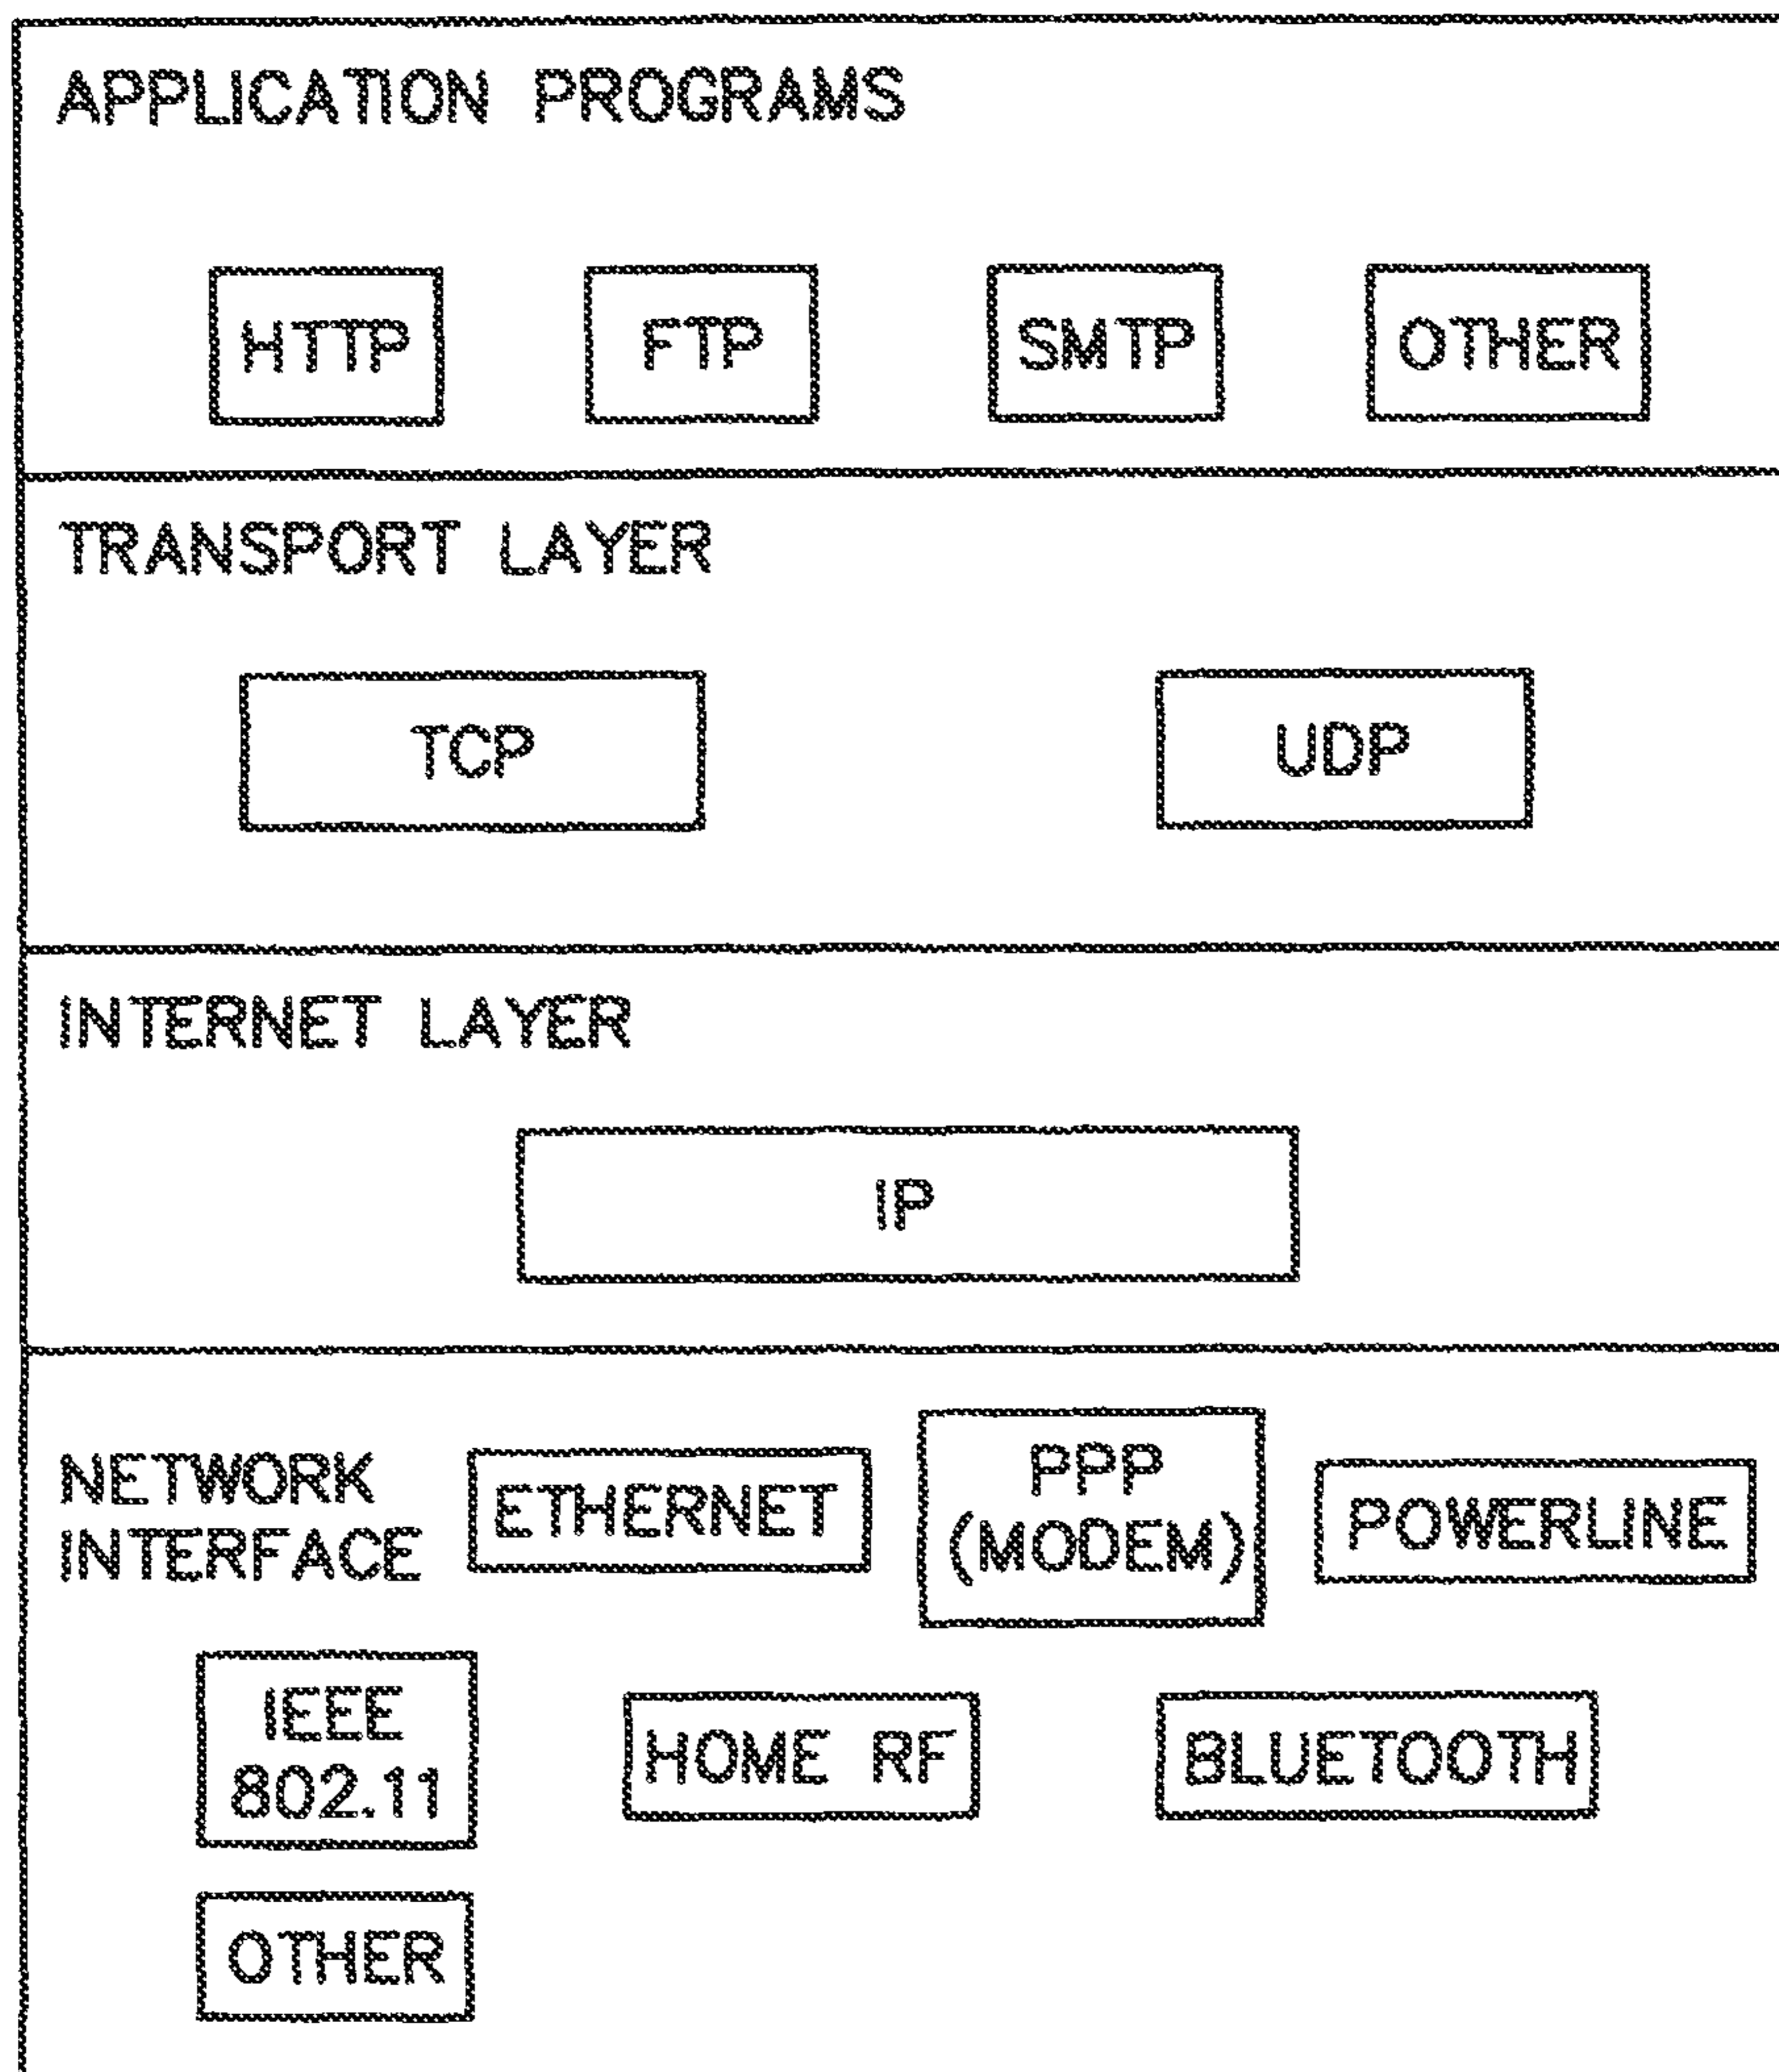 APPLICATION PROGRAMS
HTTP FTP SMTP OTHER
TRANSPORT LAYER
TCP UDP
INTERNET LAYER
IP
NETWORK
INTERFACE
ETHERNET
PPP
(MODEM)
POWERLINE
IEEE
802.11
HOME RF
BLUETOOTH
OTHER